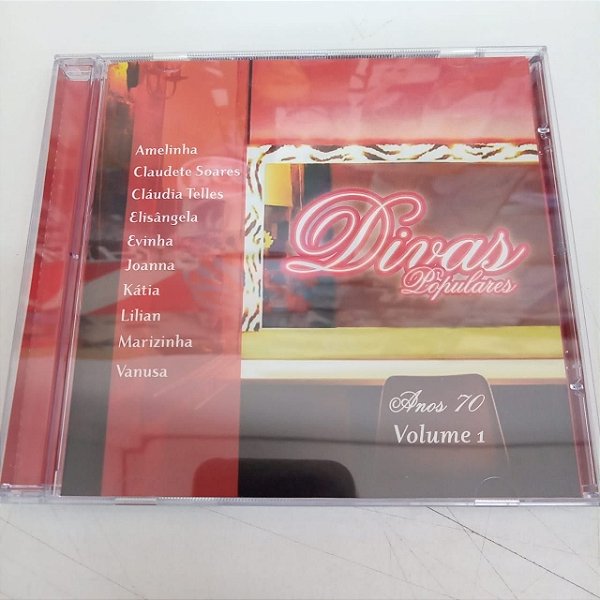 Amelinha
Claudete Soares
Cláudia Telles
Elisângela
Evinha
Joanna
Kátia
Lilian
Marizinha
Vanusa
Divas
Populares
Anos 70
Volume 1